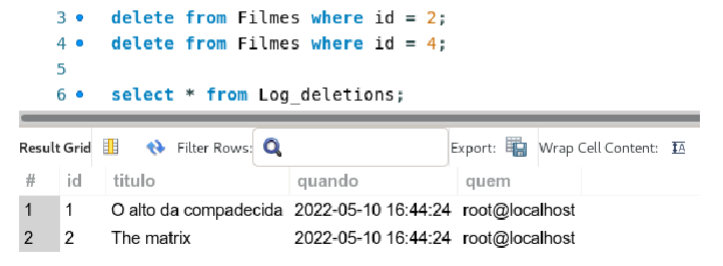 3 delete from Filmes where id = 2;
4 delete from Filmes where id = 4;
5
6 select * from Log_deletions;
Result Grid Filter Rows: Export: Wrap Cell Content: IA
# id titulo quando quem
1 1 O alto da compadecida 2022-05-10 16:44:24 root@localhost
2 2 The matrix 2022-05-10 16:44:24 root@localhost